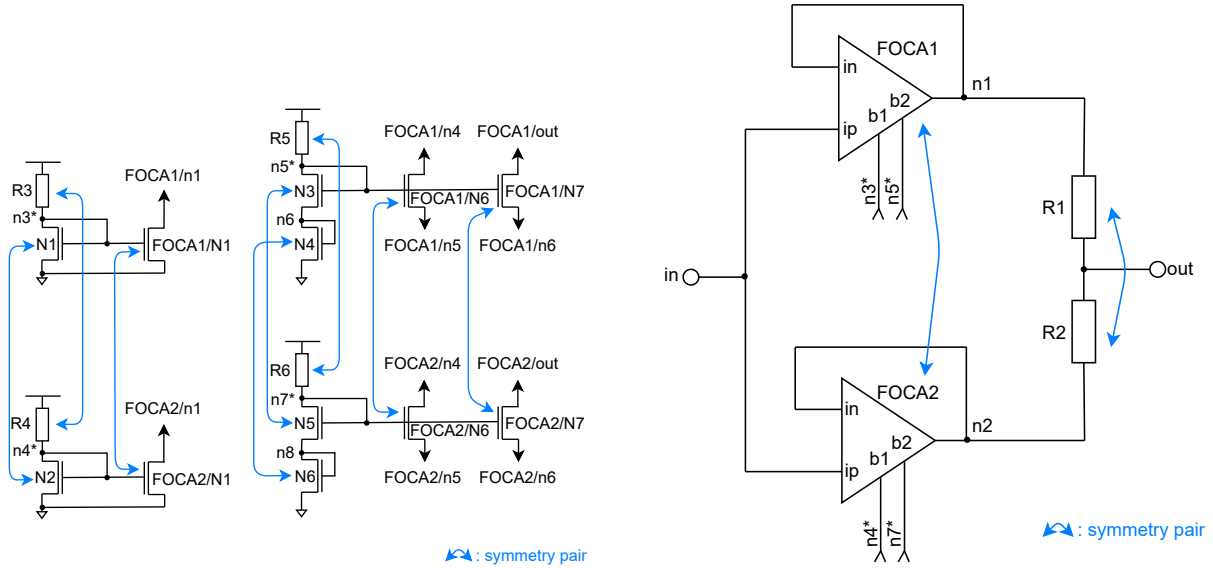 R3
n3*
N1
FOCA1/n1
FOCA1/N1
R4
n4*
N2
FOCA2/n1
FOCA2/N1
R5
n5*
N3
n6
N4
FOCA1/n4
FOCA1/out
FOCA1/N6
FOCA1/N7
FOCA1/n5
FOCA1/n6
R6
n7*
N5
n8
N6
FOCA2/n4
FOCA2/out
FOCA2/N6
FOCA2/N7
FOCA2/n5
FOCA2/n6
: symmetry pair
FOCA1
in
ip
b1
b2
n3*
n5*
n1
R1
in
out
R2
FOCA2
in
ip
b1
b2
n4*
n7*
n2
: symmetry pair